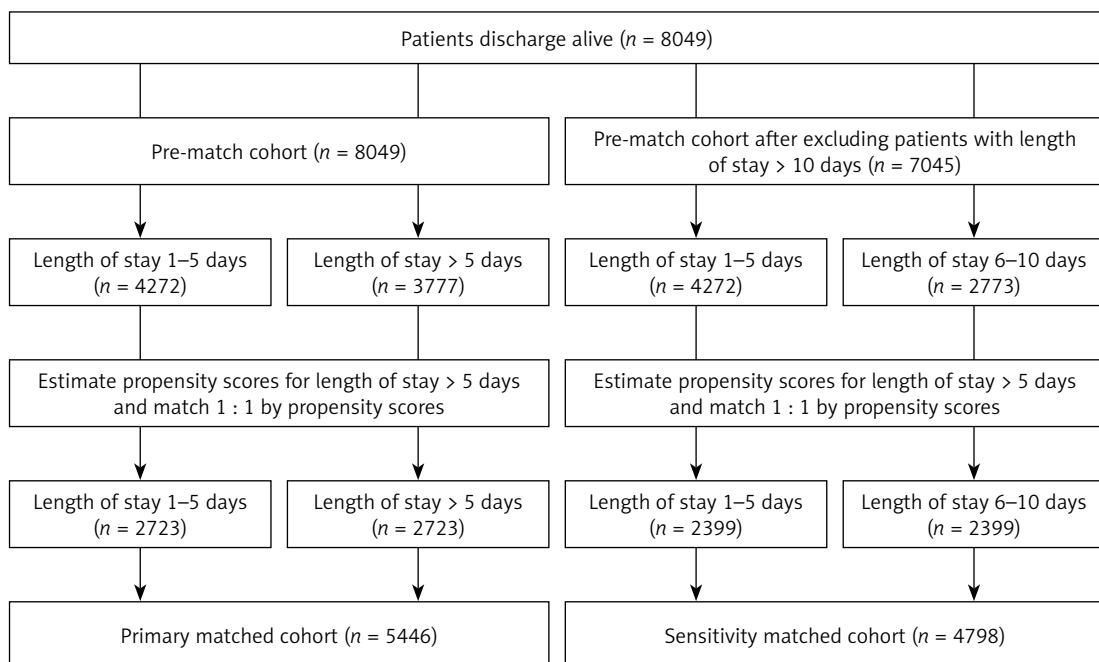 Patients discharge alive (n = 8049)
Pre-match cohort (n = 8049)
Pre-match cohort after excluding patients with length
of stay > 10 days (n = 7045)
Length of stay 1–5 days
(n = 4272)
Length of stay > 5 days
(n = 3777)
Length of stay 1–5 days
(n = 4272)
Length of stay 6–10 days
(n = 2773)
Estimate propensity scores for length of stay > 5 days
and match 1 : 1 by propensity scores
Estimate propensity scores for length of stay > 5 days
and match 1 : 1 by propensity scores
Length of stay 1–5 days
(n = 2723)
Length of stay > 5 days
(n = 2723)
Length of stay 1–5 days
(n = 2399)
Length of stay 6–10 days
(n = 2399)
Primary matched cohort (n = 5446)
Sensitivity matched cohort (n = 4798)